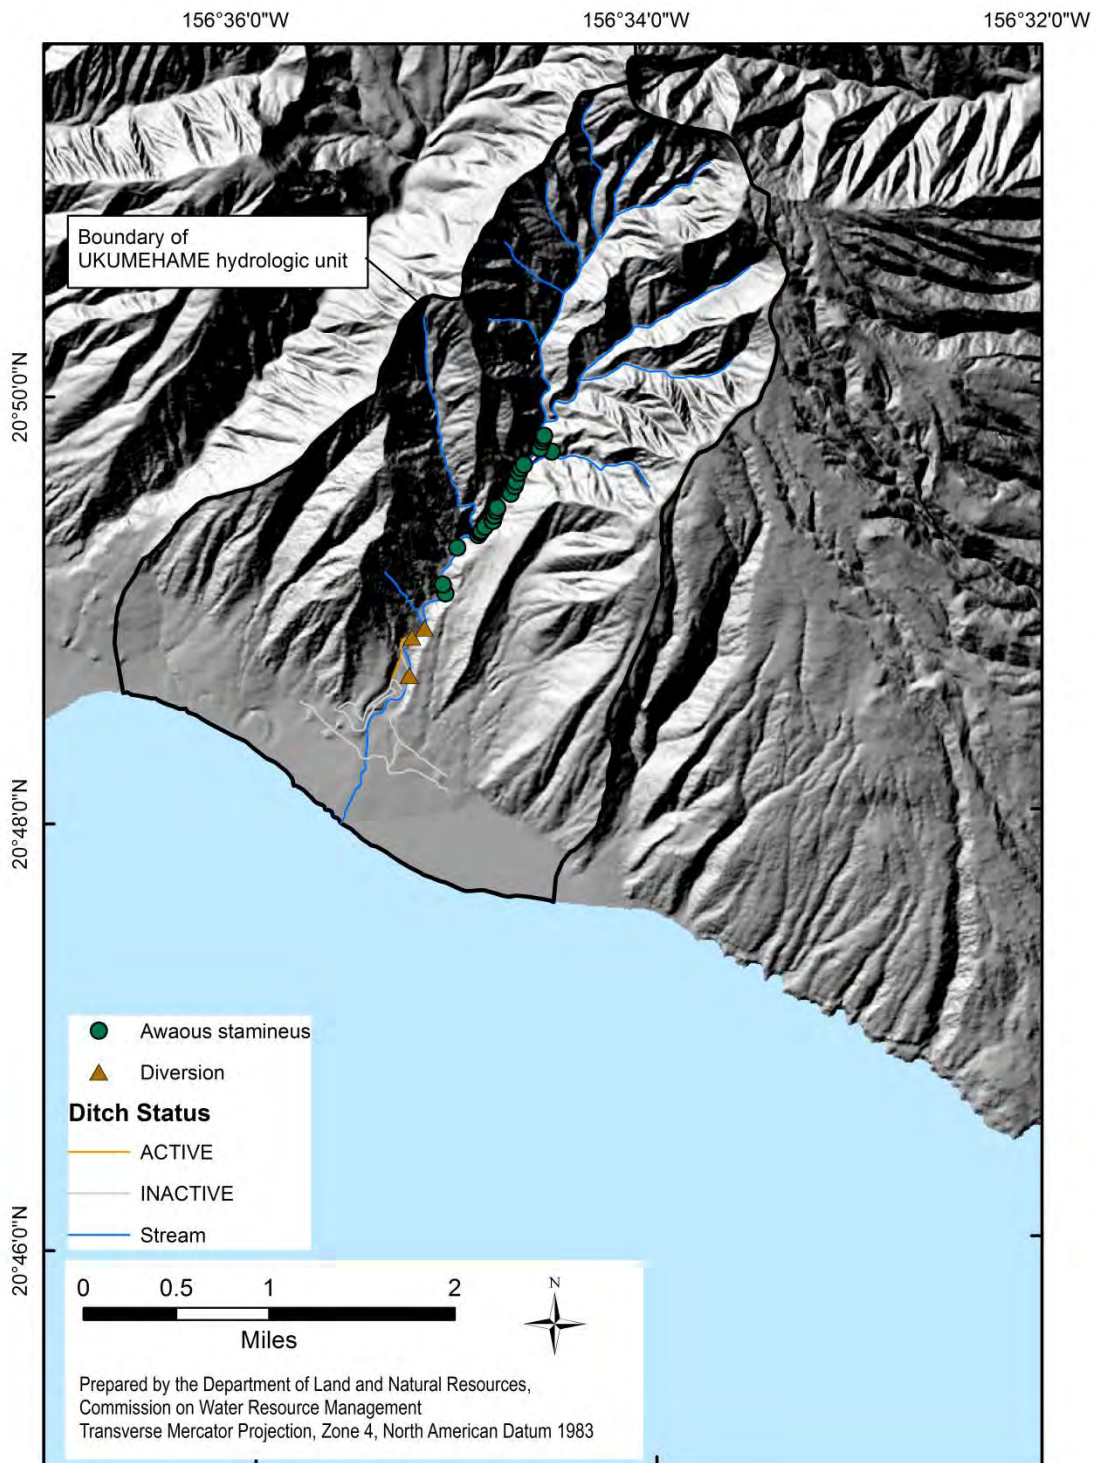 156°36'0"W
156°34'0"W
156°32'0"W
Boundary of
UKUMEHAME hydrologic unit
20°50'0"N
20°48'0"N
20°46'0"N
Awaous stamineus
Diversion
Ditch Status
ACTIVE
INACTIVE
Stream
0 0.5 1 2
Miles
N
Prepared by the Department of Land and Natural Resources,
Commission on Water Resource Management
Transverse Mercator Projection, Zone 4, North American Datum 1983